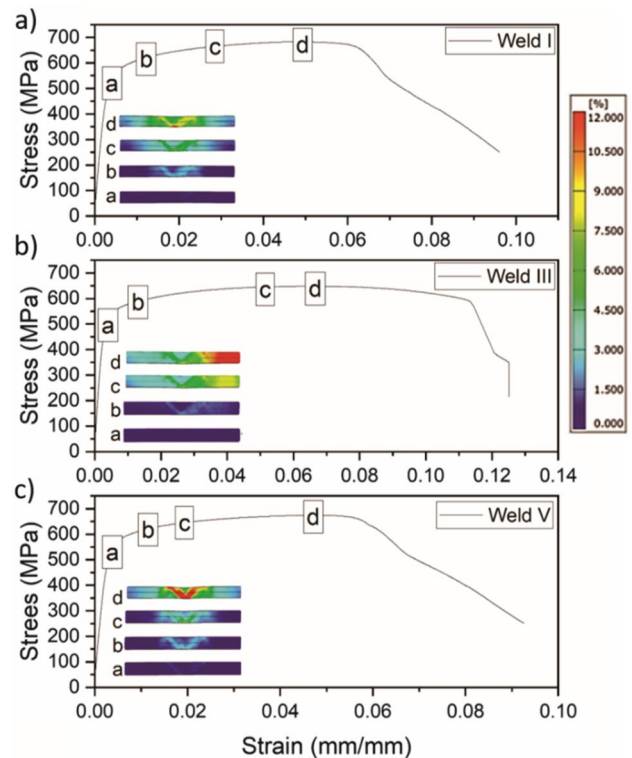 a)
700
600
500
400
300
200
100
0
Stress (MPa)
a
b
c
d
Weld I
d
c
b
a
0.00
0.02
0.04
0.06
0.08
0.10
[%]
12.000
10.500
9.000
7.500
6.000
4.500
3.000
1.500
0.000
b)
700
600
500
400
300
200
100
0
Stress (MPa)
a
b
c
d
Weld III
d
c
b
a
0.00
0.02
0.04
0.06
0.08
0.10
0.12
0.14
c)
700
600
500
400
300
200
100
0
Strees (MPa)
a
b
c
d
Weld V
d
c
b
a
0.00
0.02
0.04
0.06
0.08
0.10
Strain (mm/mm)